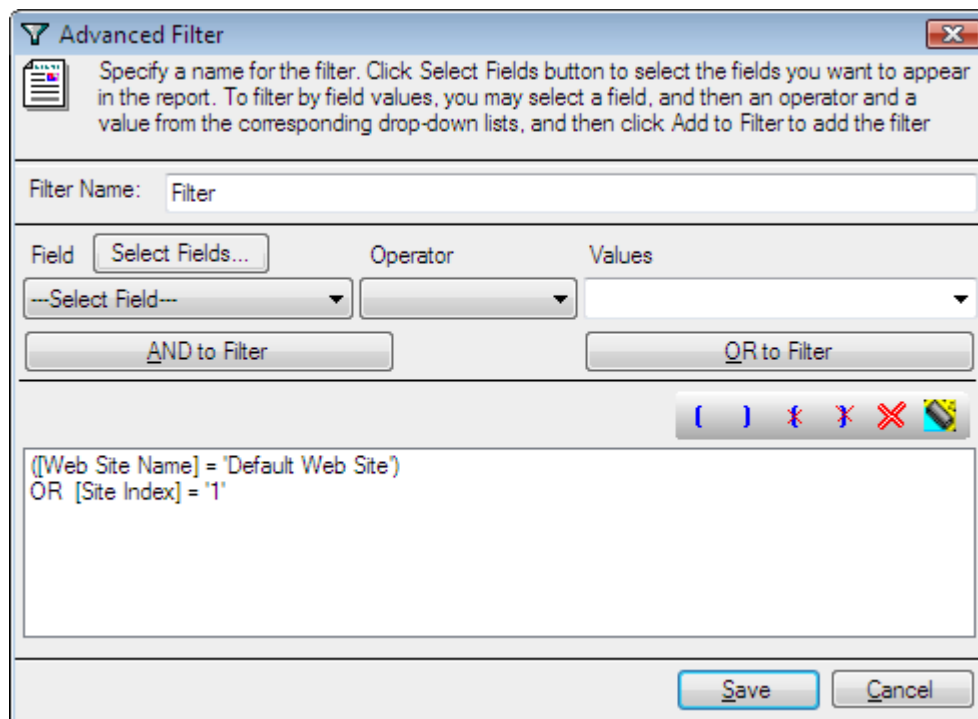 Advanced Filter
Specify a name for the filter. Click Select Fields button to select the fields you want to appear
in the report. To filter by field values, you may select a field, and then an operator and a
value from the corresponding drop-down lists, and then click Add to Filter to add the filter
Filter Name: Filter
Field Select Fields... Operator Values
---Select Field---
AND to Filter OR to Filter
( ) ( )
([Web Site Name] = 'Default Web Site')
OR [Site Index] = '1'
Save Cancel